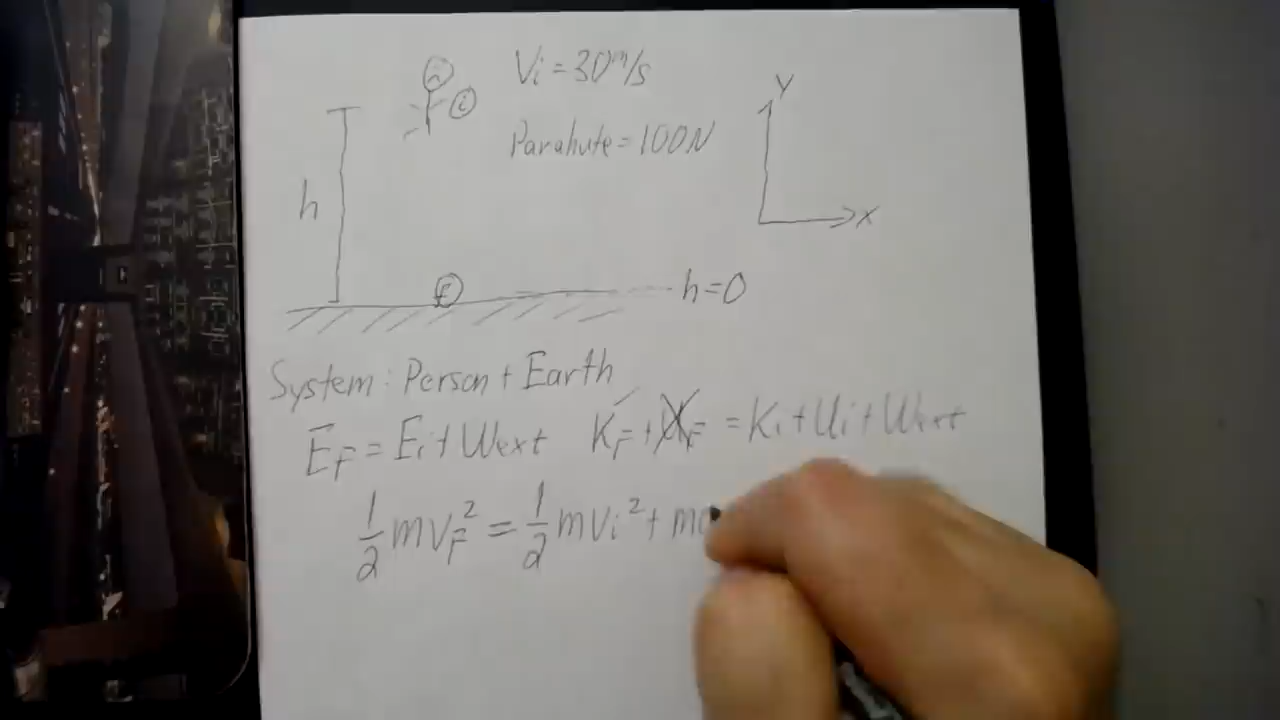 Vi = 30 m/s
Parahute = 100N
Y
i
h
X
F
h=0
System: Person + Earth
EF = Ei + Wext KF + UF = Ki + Ui + Wext
1/2 mvF² = 1/2 mvi² + m